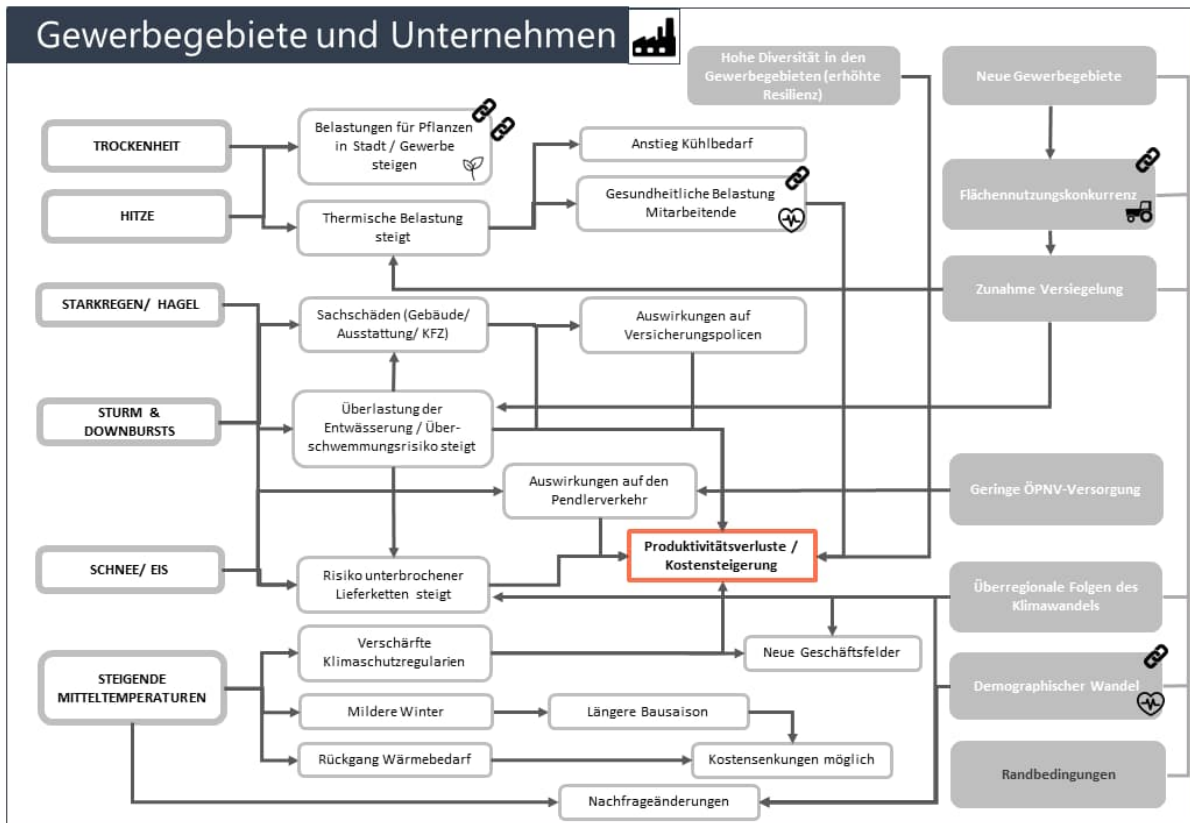 Gewerbegebiete und Unternehmen
Hohe Diversität in den
Gewerbegebieten (erhöhte
Resilienz)
Neue Gewerbegebiete
TROCKENHEIT
Belastungen für Pflanzen
in Stadt / Gewerbe
steigen
Anstieg Kühlbedarf
HITZE
Thermische Belastung
steigt
Gesundheitliche Belastung
Mitarbeitende
Flächennutzungskonkurrenz
STARKREGEN/ HAGEL
Sachschäden (Gebäude/
Ausstattung/ KFZ)
Auswirkungen auf
Versicherungspolicen
Zunahme Versiegelung
STURM &
DOWNBURSTS
Überlastung der
Entwässerung / Über-
schwemmungsrisiko steigt
Auswirkungen auf den
Pendlerverkehr
Geringe ÖPNV-Versorgung
SCHNEE/ EIS
Risiko unterbrochener
Lieferketten steigt
Produktivitätsverluste /
Kostensteigerung
Überregionale Folgen des
Klimawandels
STEIGENDE
MITTELTEMPERATUREN
Verschärfte
Klimaschutzregularien
Neue Geschäftsfelder
Demographischer Wandel
Mildere Winter
Längere Bausaison
Rückgang Wärmebedarf
Kostensenkungen möglich
Randbedingungen
Nachfrageänderungen